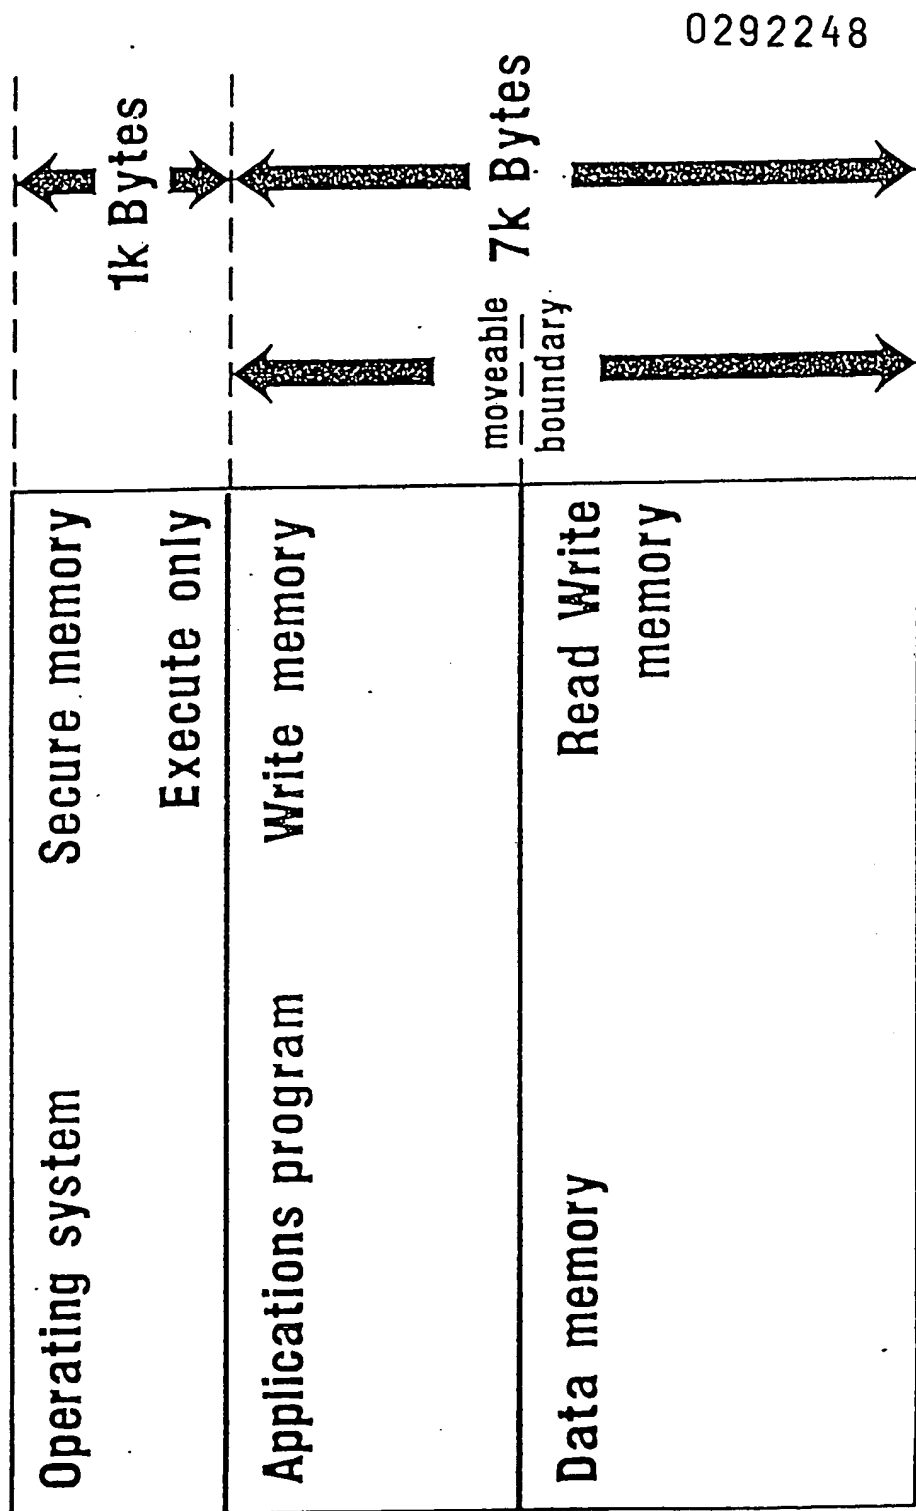 0292248
Operating system
Secure memory
Execute only
1k Bytes
Applications program
Write memory
moveable
boundary
7k Bytes
Data memory
Read Write
memory